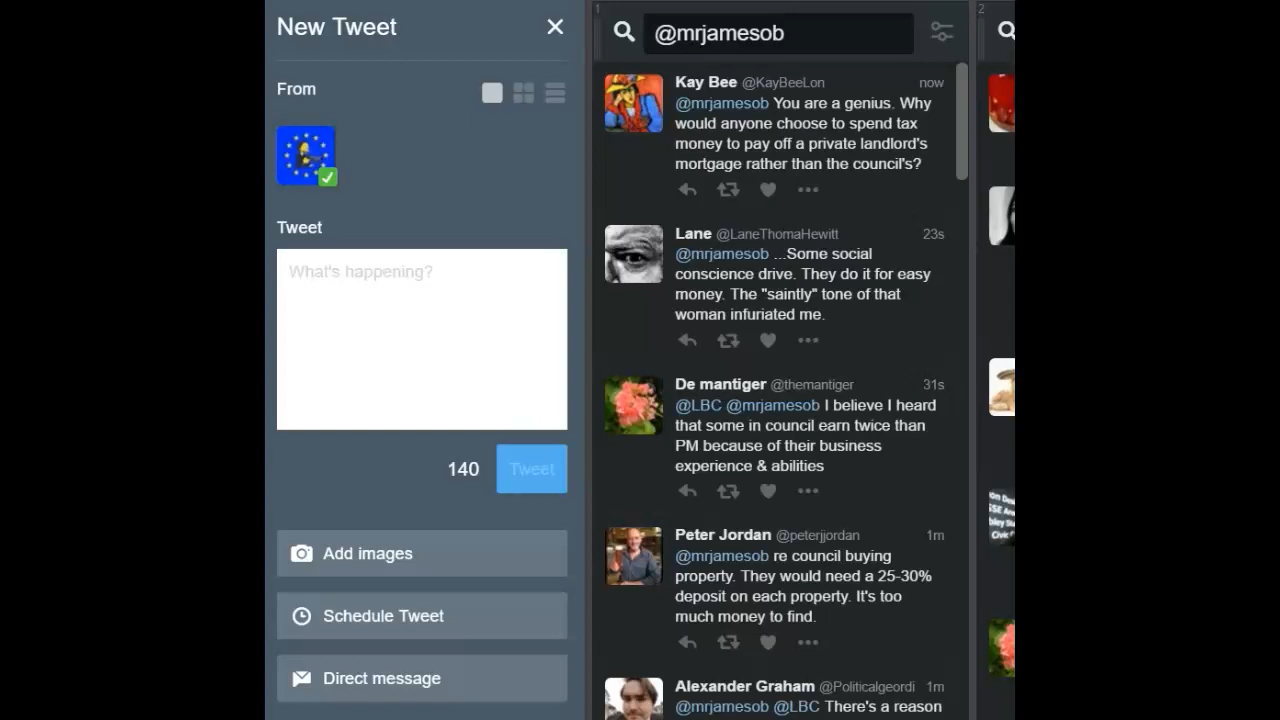 New Tweet
From
Tweet
What's happening?
140
Tweet
Add images
Schedule Tweet
Direct message
1
@mrjamesob
Kay Bee @KayBeeLon now
@mrjamesob You are a genius. Why
would anyone choose to spend tax
money to pay off a private landlord's
mortgage rather than the council's?
Lane @LaneThomaHewitt 23s
@mrjamesob ...Some social
conscience drive. They do it for easy
money. The "saintly" tone of that
woman infuriated me.
De mantiger @themantiger 31s
@LBC @mrjamesob I believe I heard
that some in council earn twice than
PM because of their business
experience & abilities
Peter Jordan @peterjjordan 1m
@mrjamesob re council buying
property. They would need a 25-30%
deposit on each property. It's too
much money to find.
Alexander Graham @Politicalgeordi 1m
@mrjamesob @LBC There's a reason
2